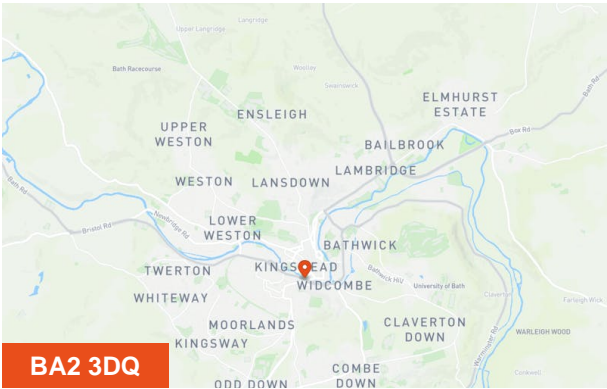 Langridge
Upper Langridge
Bath Racecourse
Woolley
Swainswick
Bath Rd
ELMHURST
ESTATE
ENSLEIGH
UPPER
WESTON
Box Rd
BAILBROOK
LAMBRIDGE
WESTON
LANSDOWN
Bath Rd
Newbridge Rd
LOWER
WESTON
Bristol Rd
BATHWICK
TWERTON
KINGSMEAD
Bathwick Hill
WIDCOMBE
University of Bath
WHITEWAY
Claverton
Farleigh Wick
MOORLANDS
CLAVERTON
DOWN
WARLEIGH WOOD
Warminster Rd
KINGSWAY
BA2 3DQ
COMBE
DOWN
Conkwell
ODD DOWN